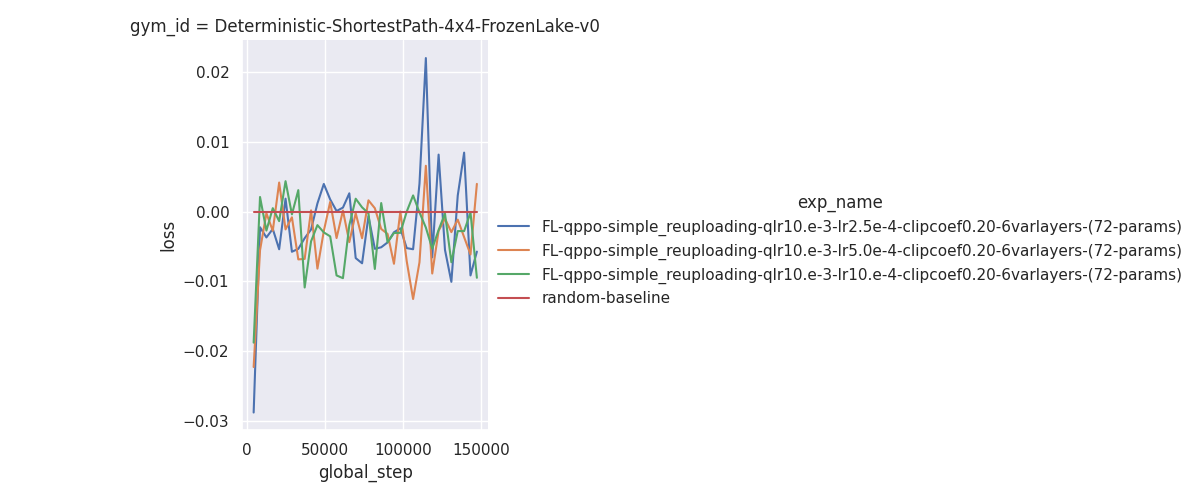 gym_id = Deterministic-ShortestPath-4x4-FrozenLake-v0
0.02
0.01
0.00
−0.01
−0.02
−0.03
loss
0 50000 100000 150000
global_step
exp_name
FL-qppo-simple_reuploading-qlr10.e-3-lr2.5e-4-clipcoef0.20-6varlayers-(72-params)
FL-qppo-simple_reuploading-qlr10.e-3-lr5.0e-4-clipcoef0.20-6varlayers-(72-params)
FL-qppo-simple_reuploading-qlr10.e-3-lr10.e-4-clipcoef0.20-6varlayers-(72-params)
random-baseline